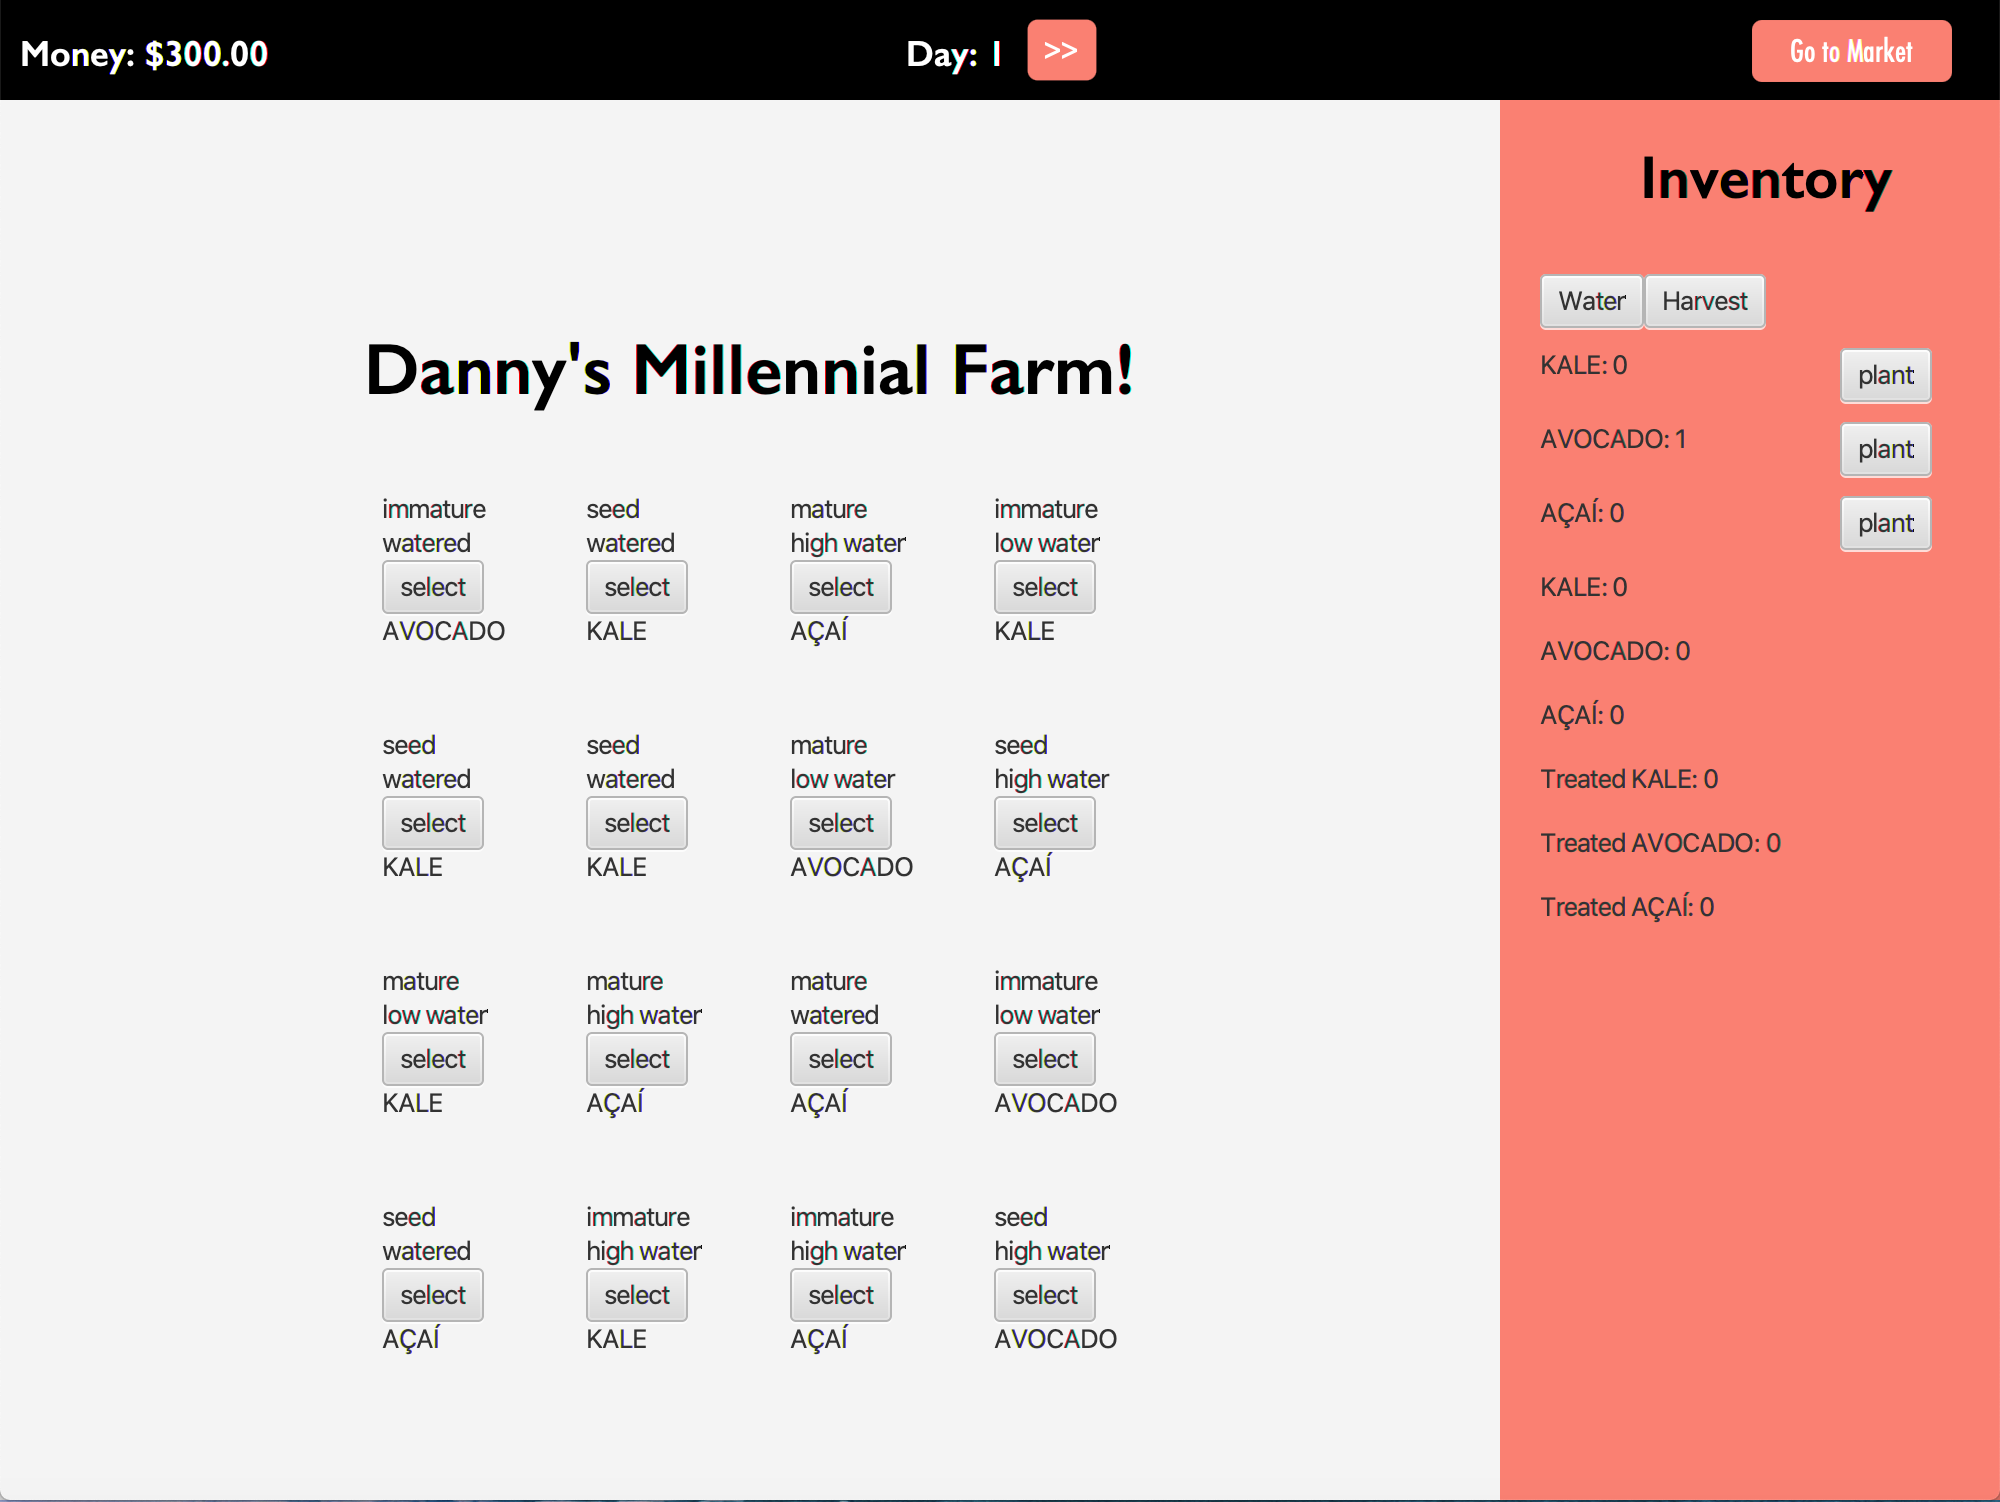 Money: $300.00
Day: 1 >>
Go to Market
Danny's Millennial Farm!
immature seed mature immature
watered watered high water low water
select select select select
AVOCADO KALE AÇAÍ KALE
seed seed mature seed
watered watered low water high water
select select select select
KALE KALE AVOCADO AÇAÍ
mature mature mature immature
low water high water watered low water
select select select select
KALE AÇAÍ AÇAÍ AVOCADO
seed immature immature seed
watered high water high water high water
select select select select
AÇAÍ KALE AÇAÍ AVOCADO
Inventory
Water Harvest
KALE: 0 plant
AVOCADO: 1 plant
AÇAÍ: 0 plant
KALE: 0
AVOCADO: 0
AÇAÍ: 0
Treated KALE: 0
Treated AVOCADO: 0
Treated AÇAÍ: 0